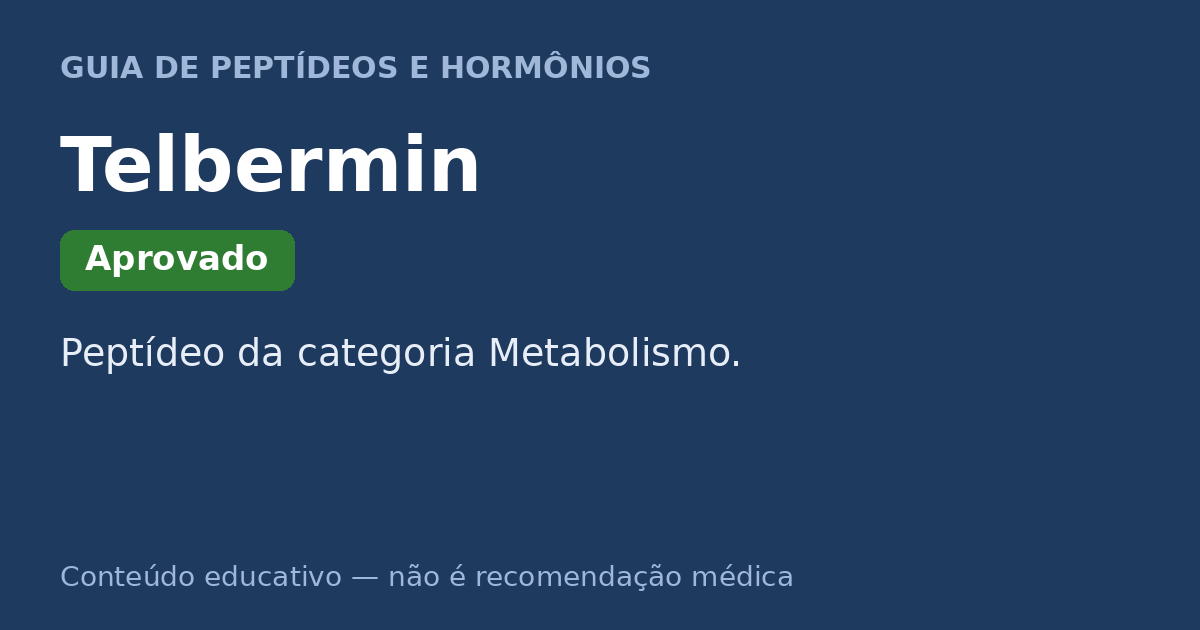 GUIA DE PEPTÍDEOS E HORMÔNIOS
Telbermin
Aprovado
Peptídeo da categoria Metabolismo.
Conteúdo educativo — não é recomendação médica